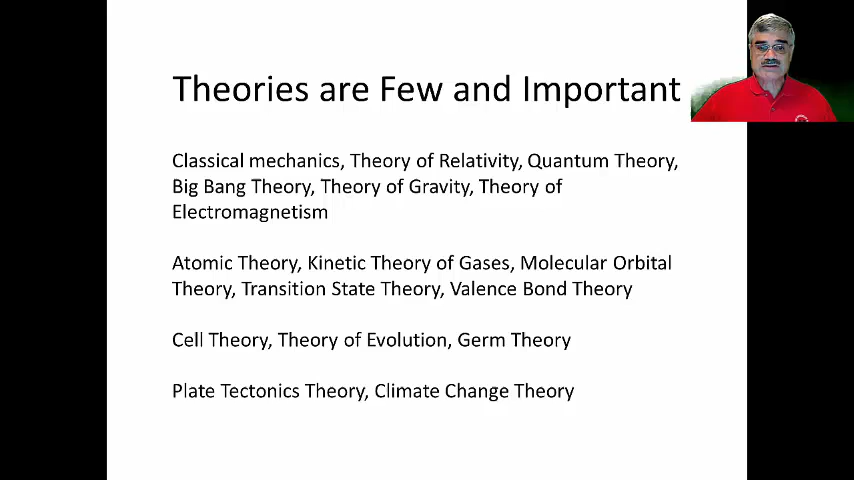 Theories are Few and Important
Classical mechanics, Theory of Relativity, Quantum Theory,
Big Bang Theory, Theory of Gravity, Theory of
Electromagnetism
Atomic Theory, Kinetic Theory of Gases, Molecular Orbital
Theory, Transition State Theory, Valence Bond Theory
Cell Theory, Theory of Evolution, Germ Theory
Plate Tectonics Theory, Climate Change Theory